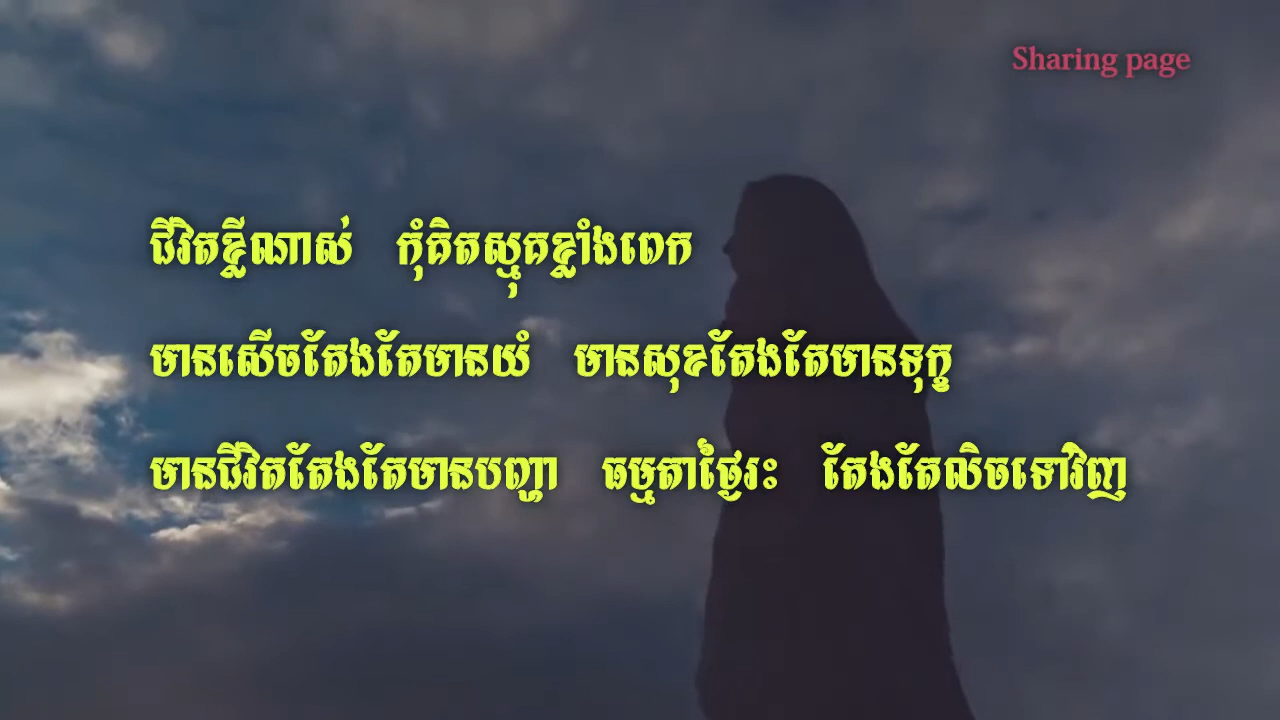 Sharing page
ជីវិតខ្លីណាស់ កុំគិតស្មុគខ្លាំងពេក
មានសើចតែងតែមានយំ មានសុខតែងតែមានទុក្ខ
មានជីវិតតែងតែមានបញ្ហា ធម្មតាថ្ងៃរះ តែងតែលិចទៅវិញ